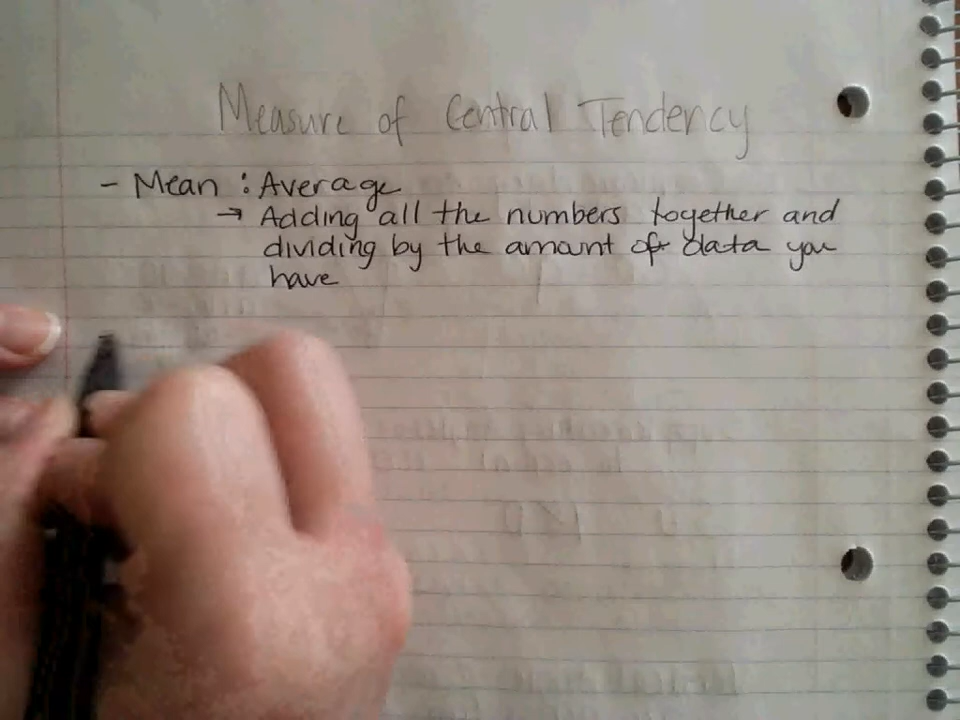 Measure of Central Tendency
- Mean : Average
→ Adding all the numbers together and
dividing by the amount of data you
have